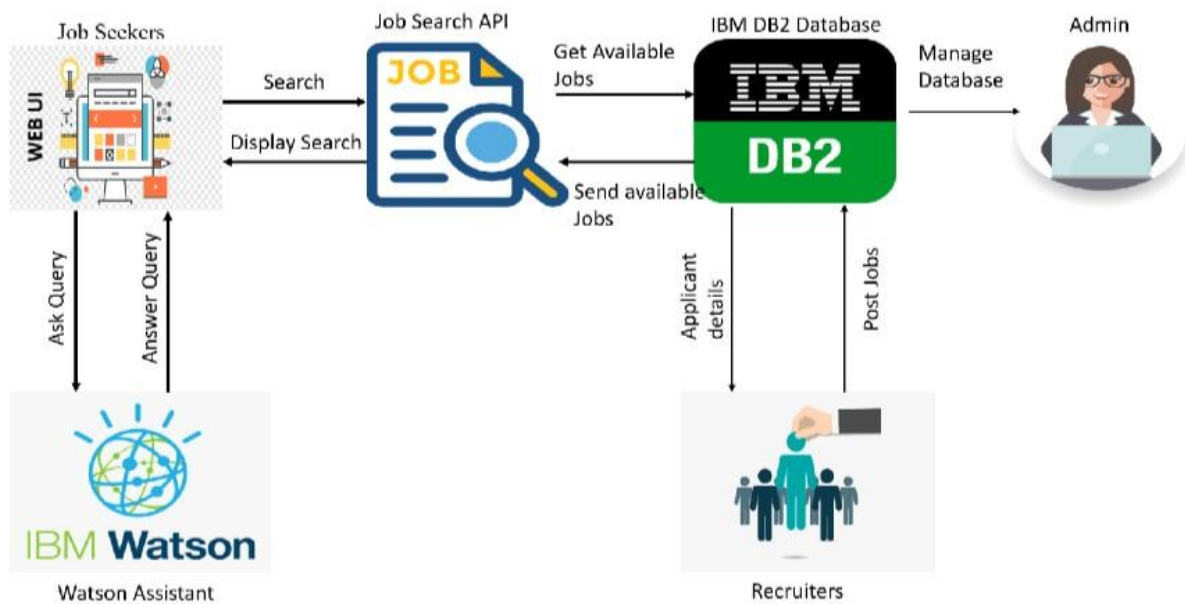 Job Seekers
Job Search API
IBM DB2 Database
Admin
WEB UI
JOB
IBM
DB2
Search
Display Search
Get Available
Jobs
Send available
Jobs
Manage
Database
Ask Query
Answer Query
Applicant
details
Post Jobs
IBM Watson
Watson Assistant
Recruiters